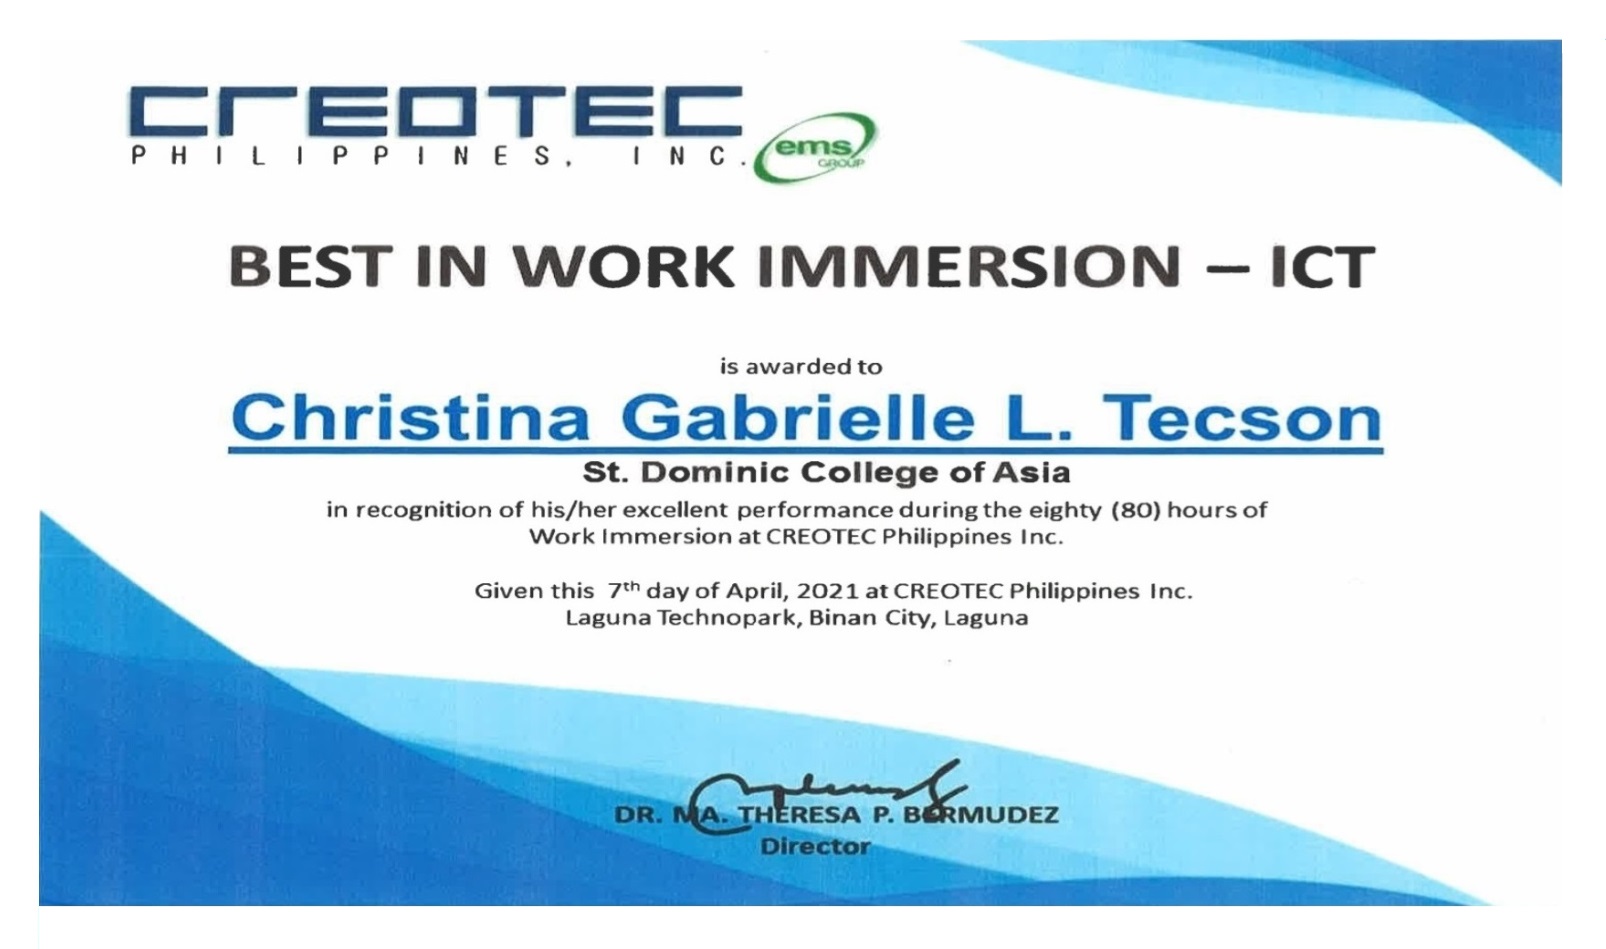 CREOTEC
PHILIPPINES, INC.
ems
GROUP
BEST IN WORK IMMERSION – ICT
is awarded to
Christina Gabrielle L. Tecson
St. Dominic College of Asia
in recognition of his/her excellent performance during the eighty (80) hours of
Work Immersion at CREOTEC Philippines Inc.
Given this 7th day of April, 2021 at CREOTEC Philippines Inc.
Laguna Technopark, Binan City, Laguna
DR. MA. THERESA P. BERMUDEZ
Director